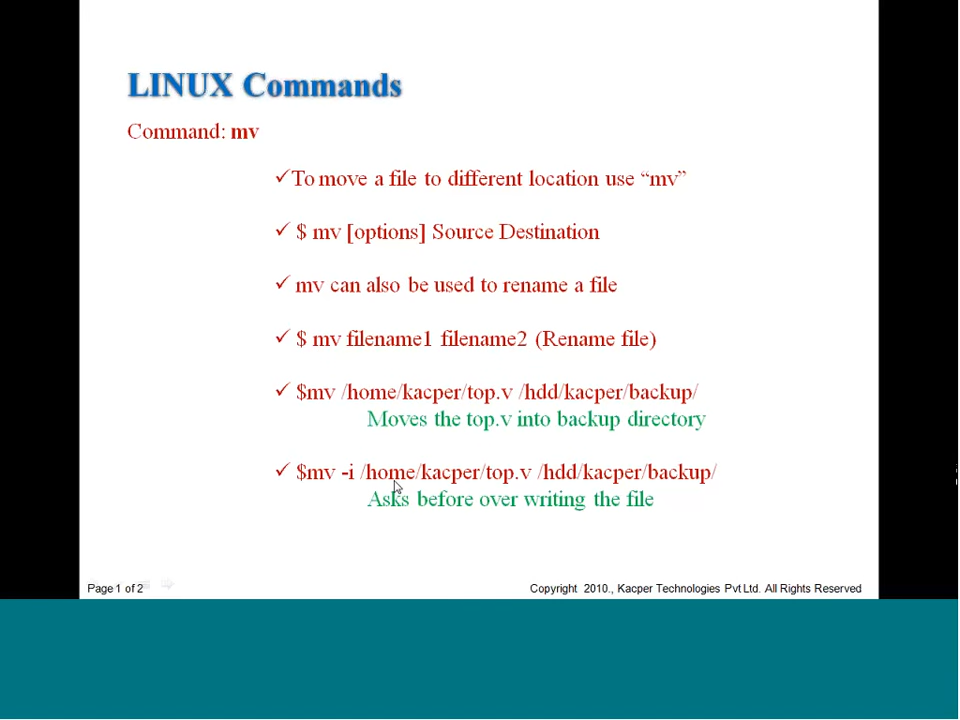 LINUX Commands
Command: mv
✓To move a file to different location use “mv”
✓ $ mv [options] Source Destination
✓ mv can also be used to rename a file
✓ $ mv filename1 filename2 (Rename file)
✓ $mv /home/kacper/top.v /hdd/kacper/backup/
Moves the top.v into backup directory
✓ $mv -i /home/kacper/top.v /hdd/kacper/backup/
Asks before over writing the file
Page 1 of 2
Copyright 2010., Kacper Technologies Pvt Ltd. All Rights Reserved